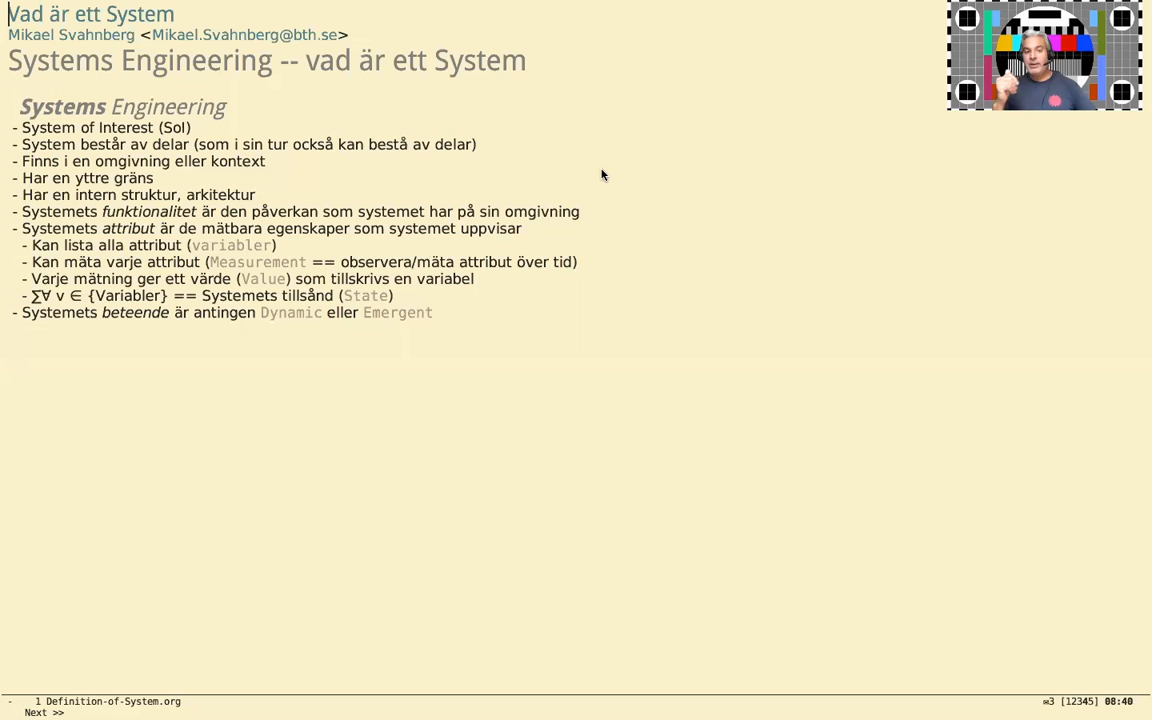 Vad är ett System
Mikael Svahnberg <Mikael.Svahnberg@bth.se>
Systems Engineering -- vad är ett System
Systems Engineering
- System of Interest (SoI)
- System består av delar (som i sin tur också kan bestå av delar)
- Finns i en omgivning eller kontext
- Har en yttre gräns
- Har en intern struktur, arkitektur
- Systemets funktionalitet är den påverkan som systemet har på sin omgivning
- Systemets attribut är de mätbara egenskaper som systemet uppvisar
- Kan lista alla attribut (variabler)
- Kan mäta varje attribut (Measurement == observera/mäta attribut över tid)
- Varje mätning ger ett värde (Value) som tillskrivs en variabel
- ∑∀ v ∈ {Variabler} == Systemets tillsånd (State)
- Systemets beteende är antingen Dynamic eller Emergent
- 1 Definition-of-System.org ✉3 [12345] 08:40
Next >>